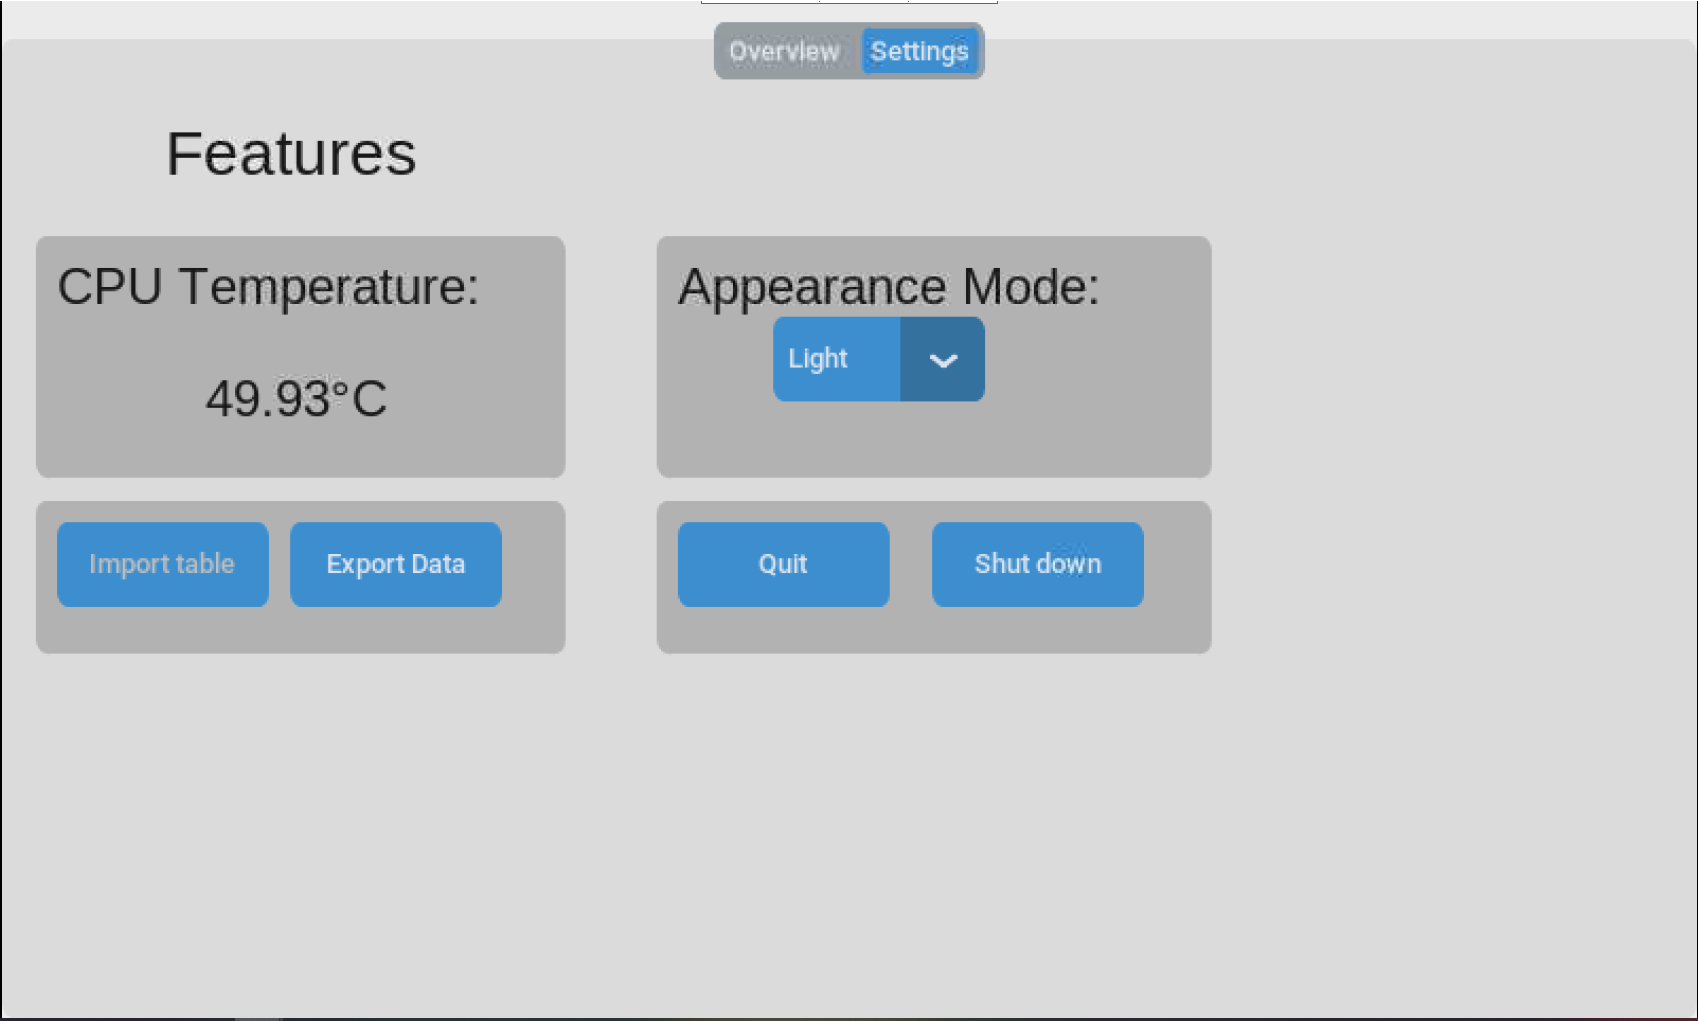 Overview Settings
Features
CPU Temperature:
49.93°C
Appearance Mode:
Light
Import table
Export Data
Quit
Shut down